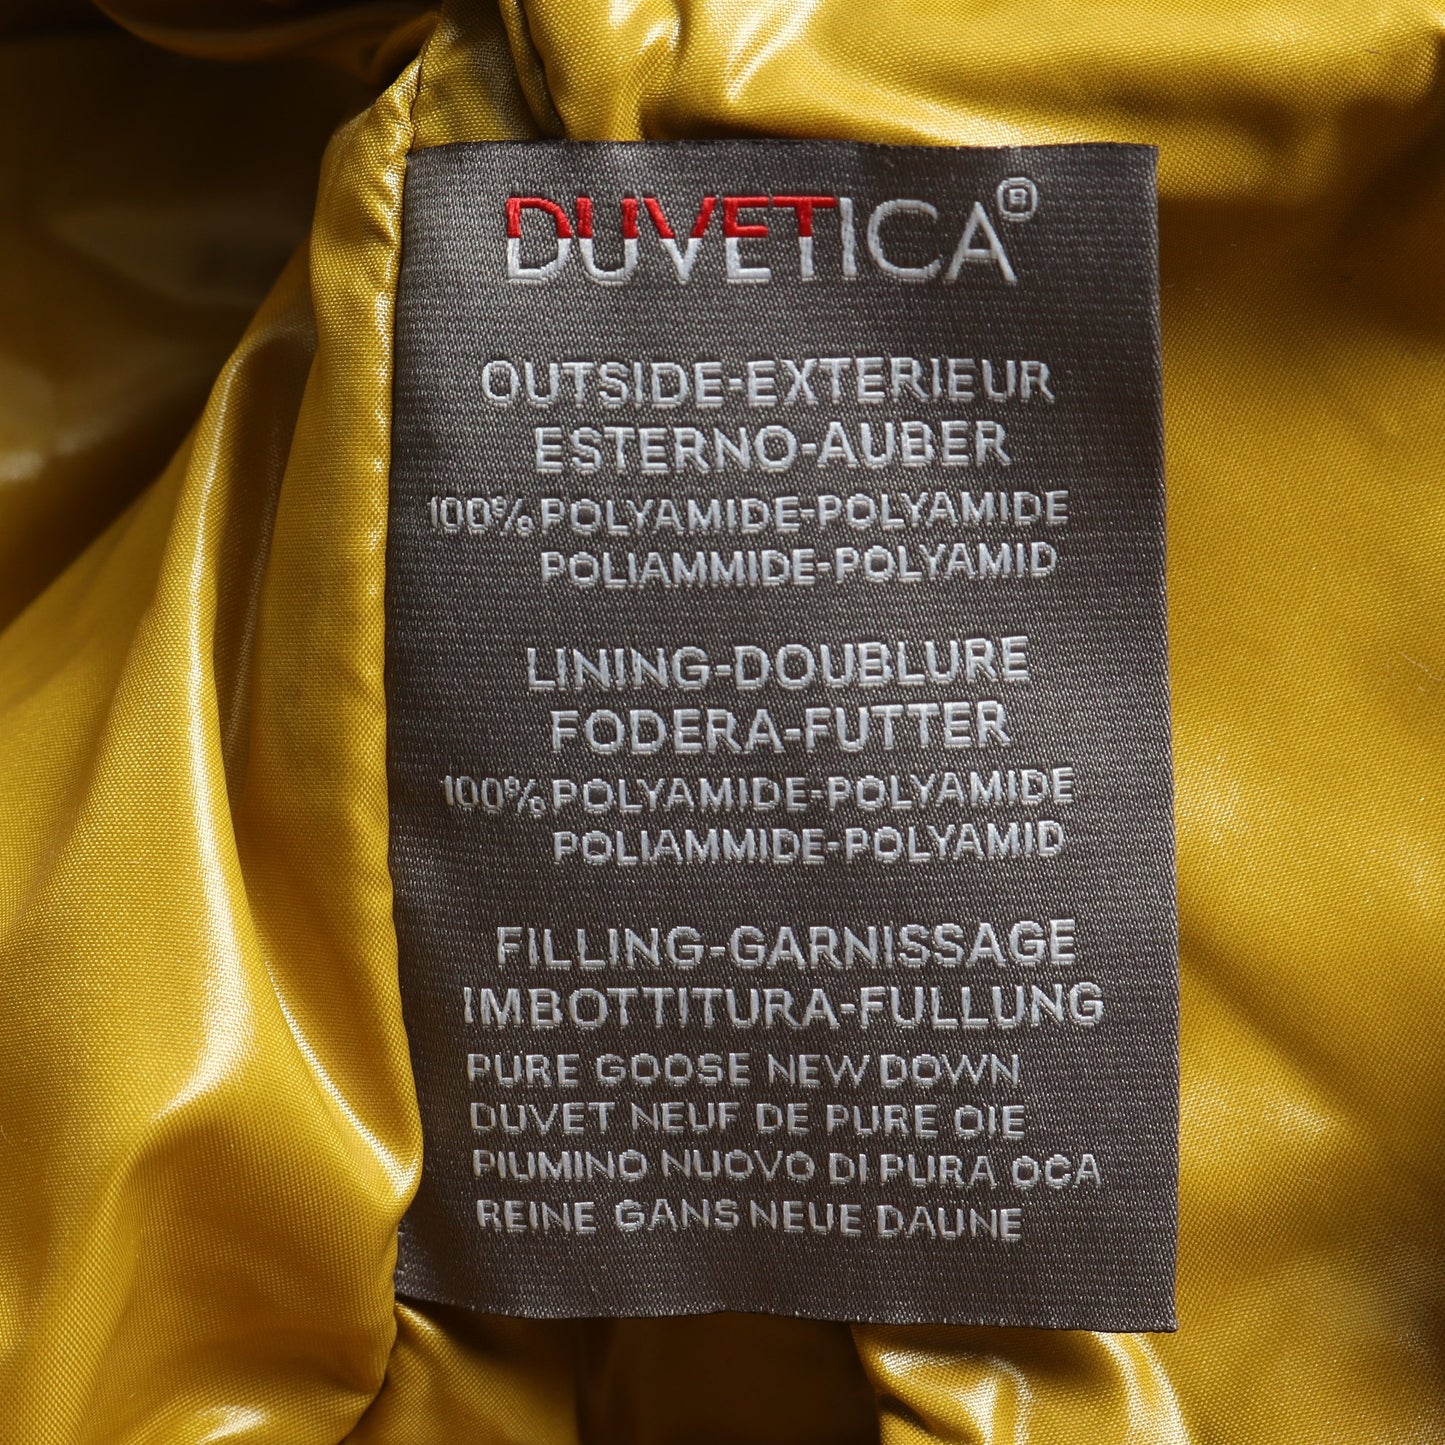 DUVETICA®
OUTSIDE-EXTERIEUR
ESTERNO-AUBER
100% POLYAMIDE-POLYAMIDE
POLIAMMIDE-POLYAMID
LINING-DOUBLURE
FODERA-FUTTER
100% POLYAMIDE-POLYAMIDE
POLIAMMIDE-POLYAMID
FILLING-GARNISSAGE
IMBOTTITURA-FULLUNG
PURE GOOSE NEW DOWN
DUVET NEUF DE PURE OIE
PIUMINO NUOVO DI PURA OCA
REINE GANS NEUE DAUNE